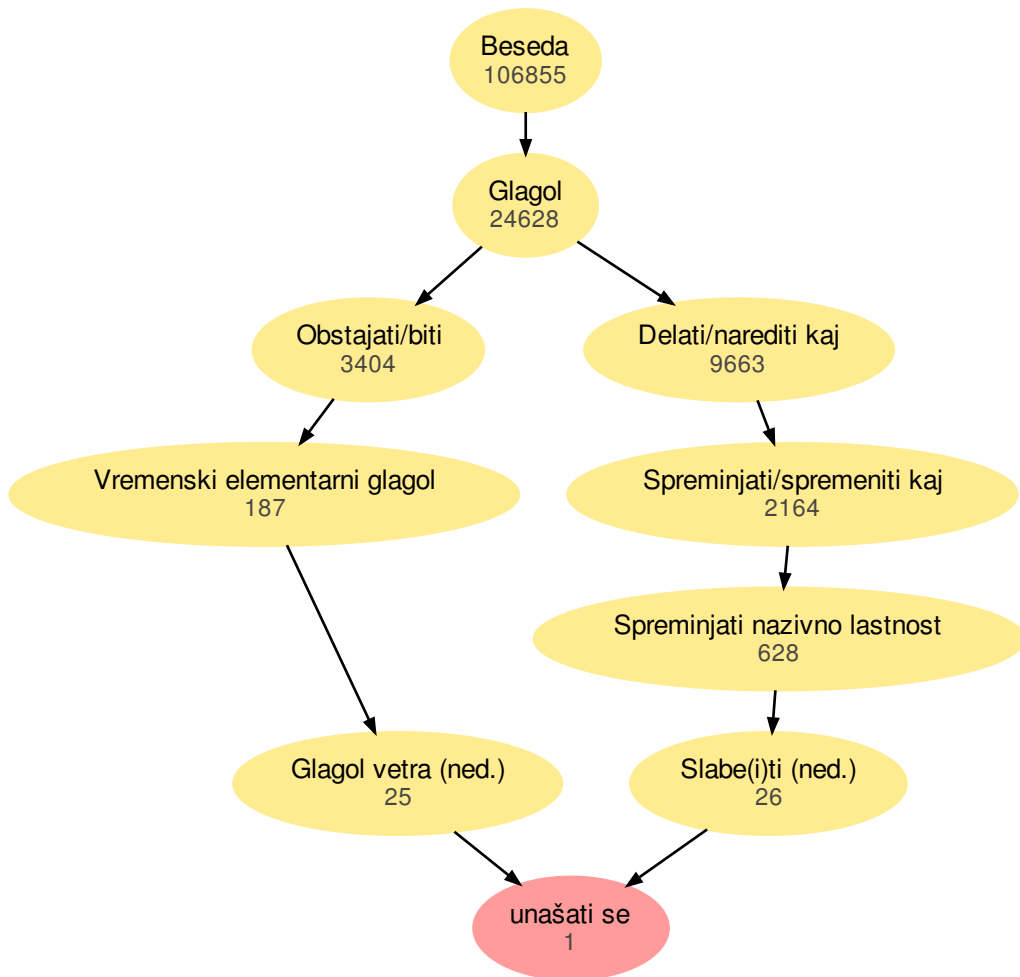 Beseda
106855
Glagol
24628
Obstajati/biti
3404
Delati/narediti kaj
9663
Vremenski elementarni glagol
187
Spreminjati/spremeniti kaj
2164
Spreminjati nazivno lastnost
628
Glagol vetra (ned.)
25
Slabe(i)ti (ned.)
26
unašati se
1